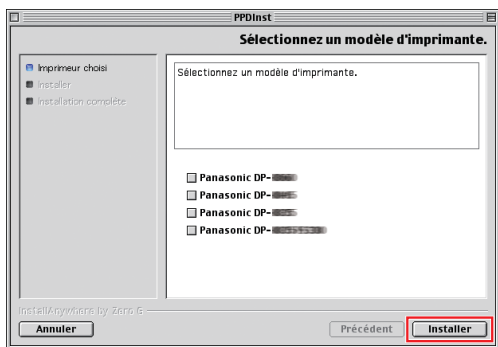 PPDInst
Sélectionnez un modèle d'imprimante.
Imprimeur choisi
Installer
Installation complète
Sélectionnez un modèle d'imprimante.
Panasonic DP-
Panasonic DP-
Panasonic DP-
Panasonic DP-
InstallAnywhere by Zero G
Annuler
Précédent
Installer